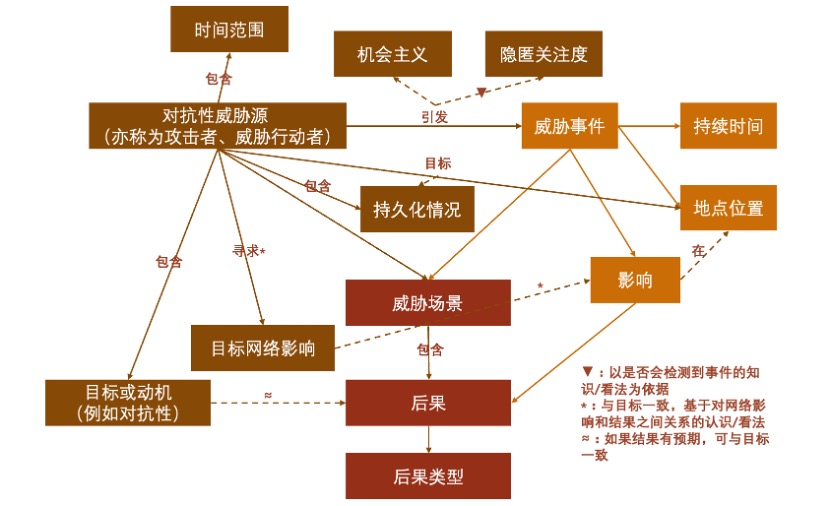 时间范围
机会主义
隐匿关注度
包含
▼
对抗性威胁源
（亦称为攻击者、威胁行动者）
引发
威胁事件
持续时间
目标
包含
持久化情况
地点位置
包含
寻求*
在
威胁场景
*
影响
目标网络影响
包含
目标或动机
（例如对抗性）
≈
后果
后果类型
▼：以是否会检测到事件的知
识/看法为依据
*：与目标一致，基于对网络影
响和结果之间关系的认识/看法
≈：如果结果有预期，可与目标
一致